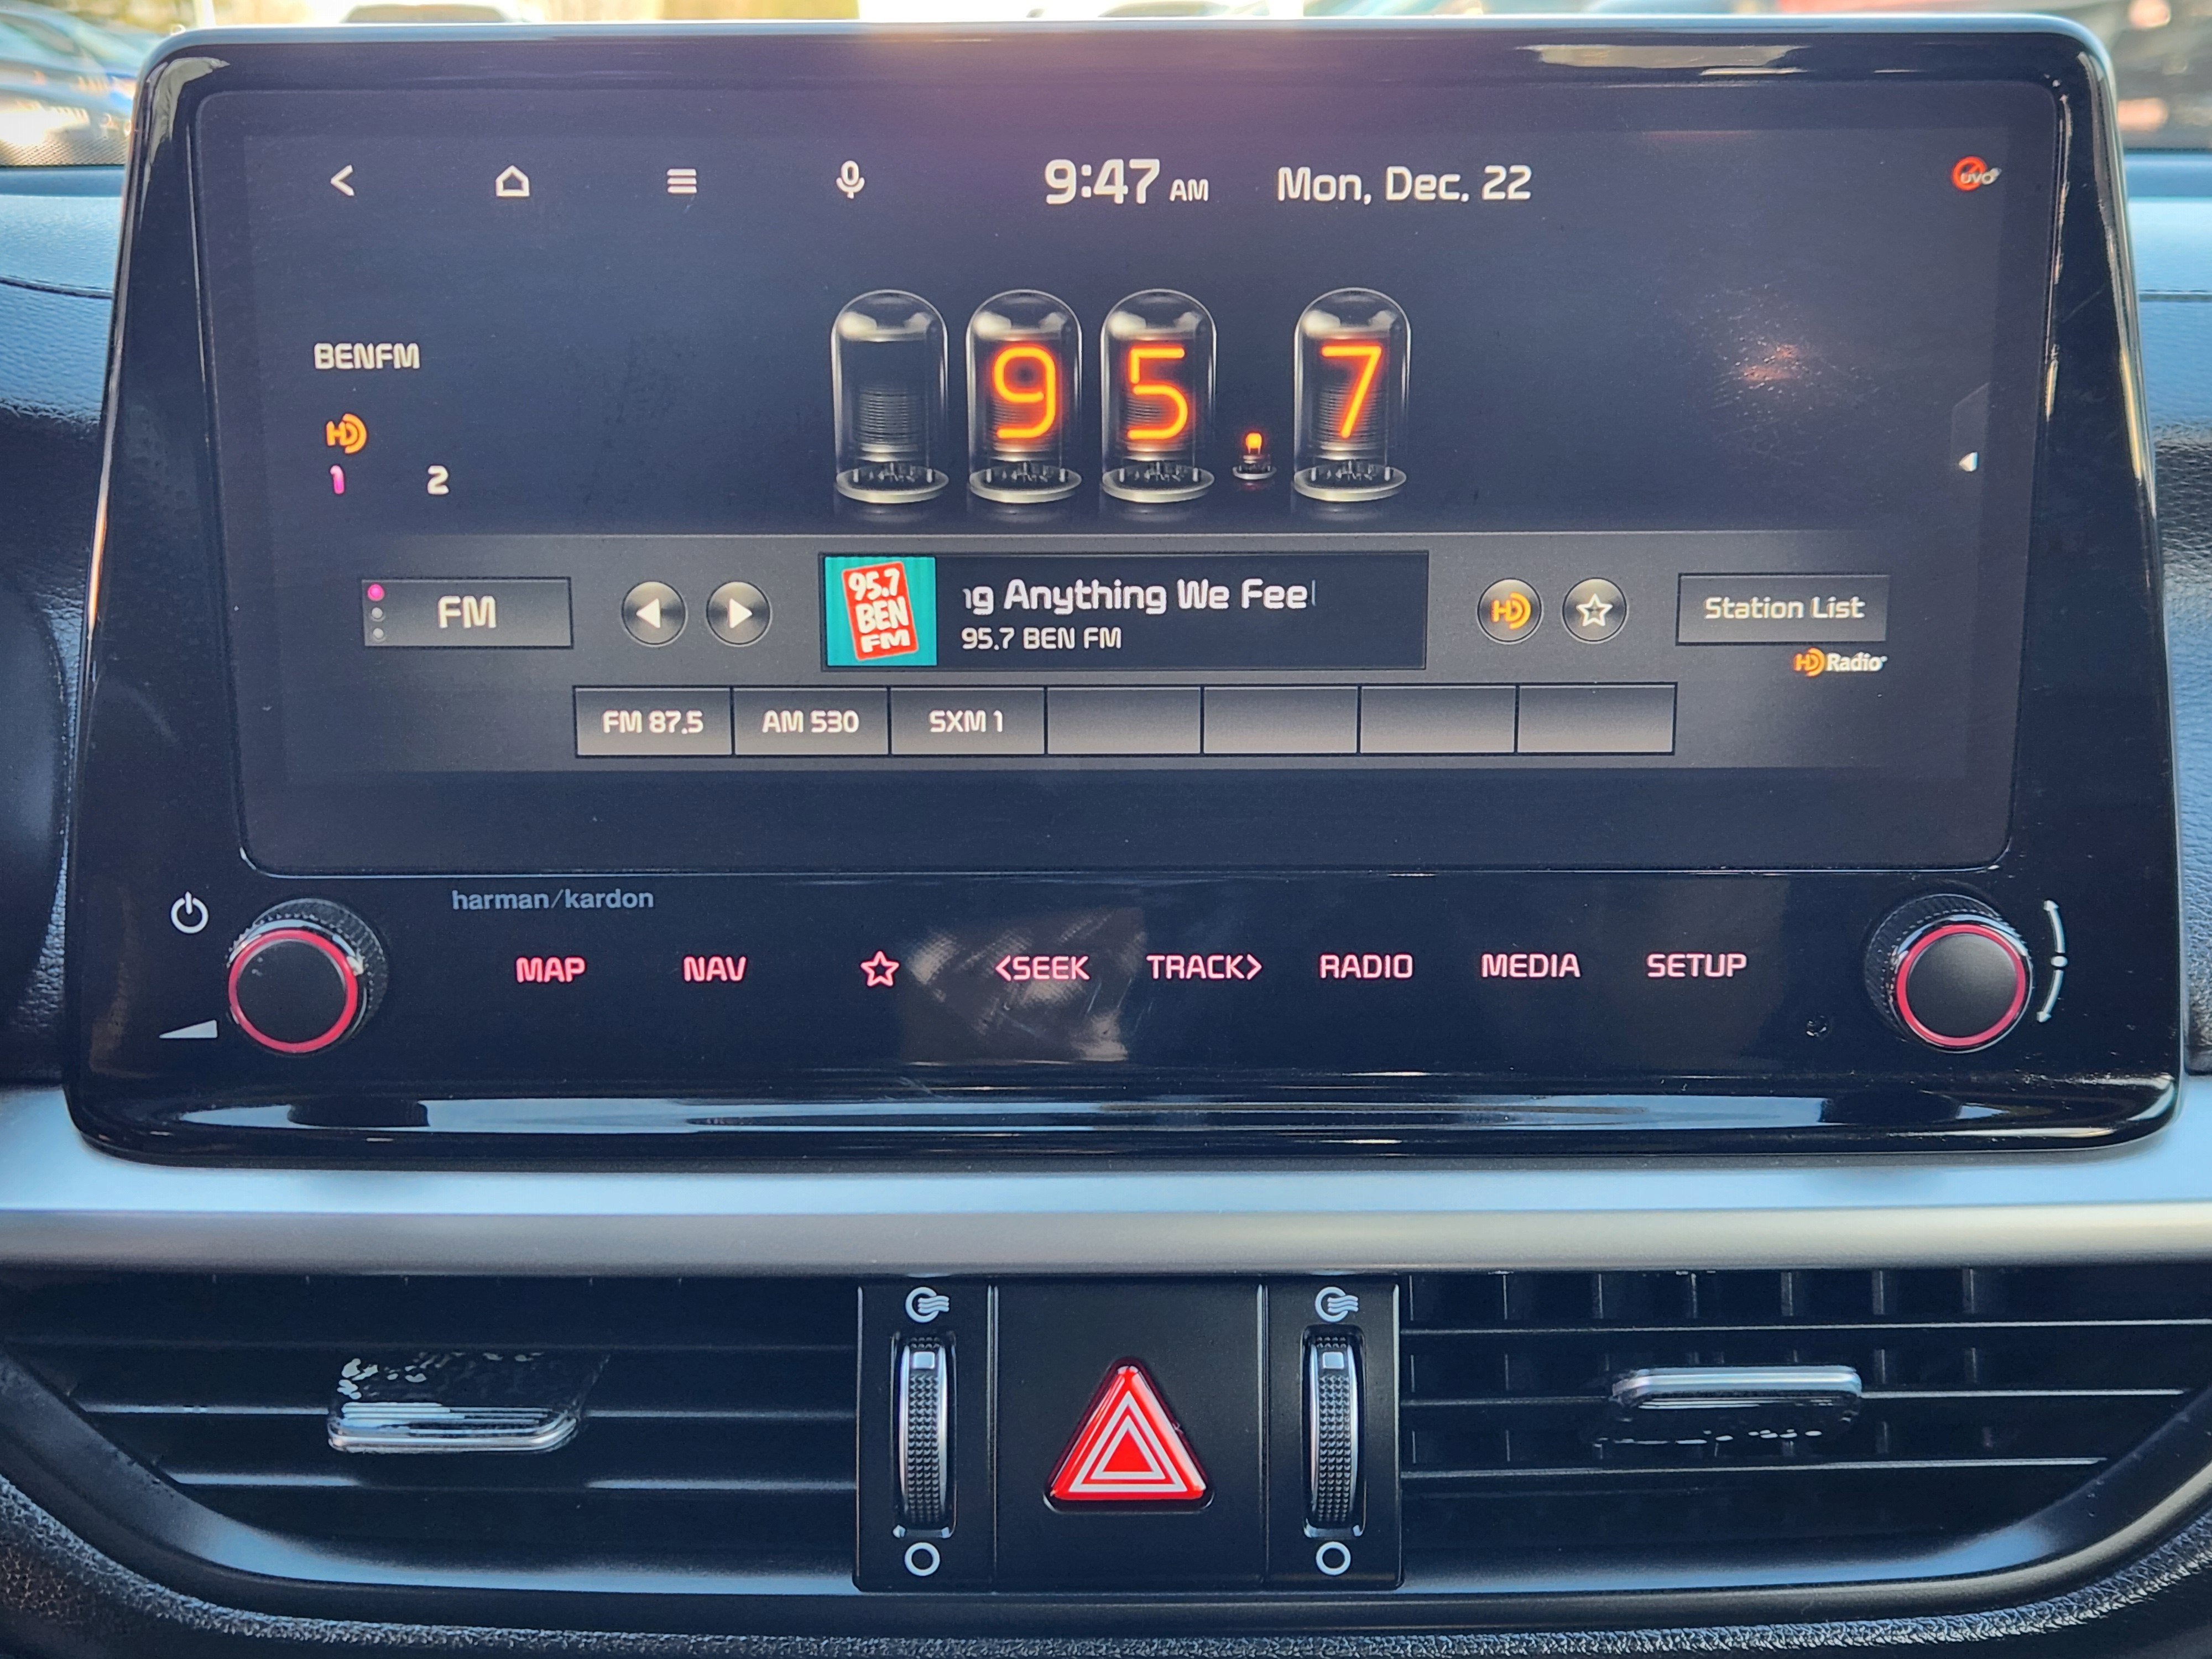 9:47 AM Mon, Dec. 22
UVO
BENFM
95.7
HD
1 2
FM
95.7 BEN FM
ng Anything We Feel
95.7 BEN FM
HD
Station List
HD Radio
FM 87.5 AM 530 SXM 1
harman/kardon
MAP NAV <SEEK TRACK> RADIO MEDIA SETUP